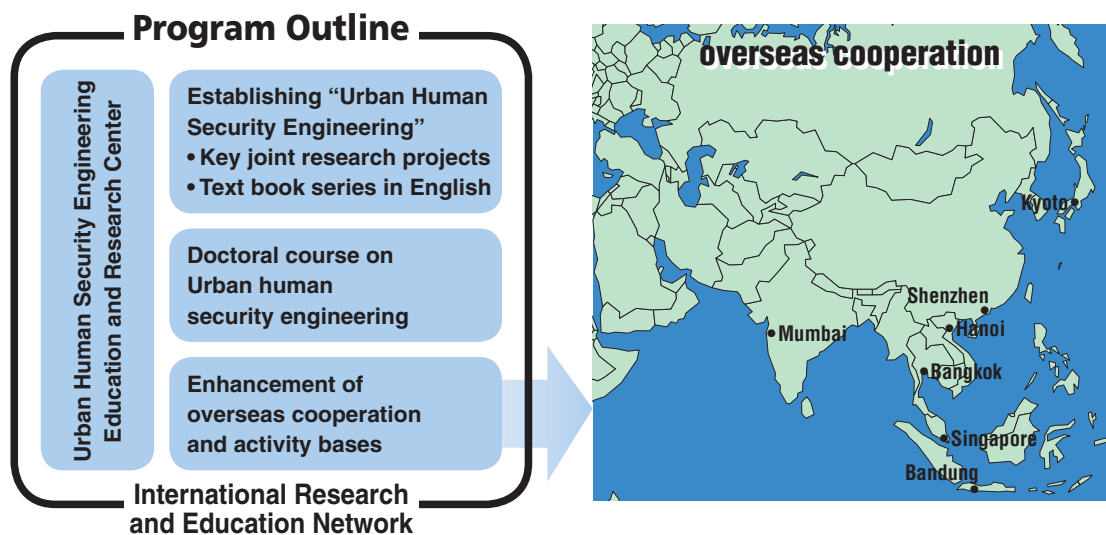 Program Outline
Urban Human Security Engineering
Education and Research Center
Establishing “Urban Human
Security Engineering”
• Key joint research projects
• Text book series in English
Doctoral course on
Urban human
security engineering
Enhancement of
overseas cooperation
and activity bases
International Research
and Education Network
overseas cooperation
Kyoto
Shenzhen
Hanoi
Mumbai
Bangkok
Singapore
Bandung